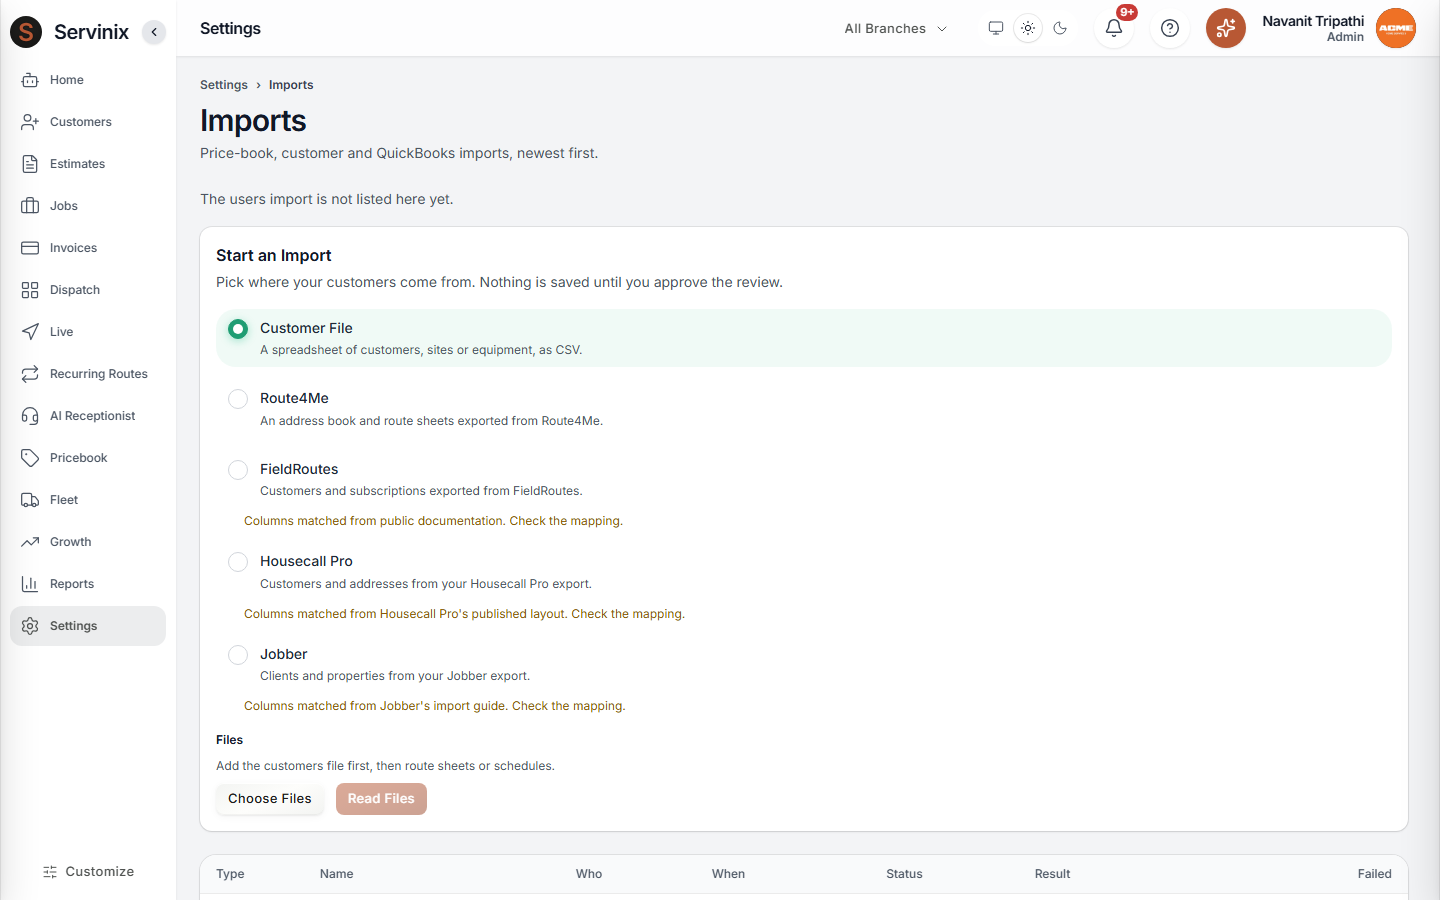 S
Servinix
Home
Customers
Estimates
Jobs
Invoices
Dispatch
Live
Recurring Routes
AI Receptionist
Pricebook
Fleet
Growth
Reports
Settings
Customize
Settings
All Branches
9+
Navanit Tripathi
Admin
ACME
Settings › Imports
Imports
Price-book, customer and QuickBooks imports, newest first.
The users import is not listed here yet.
Start an Import
Pick where your customers come from. Nothing is saved until you approve the review.
Customer File
A spreadsheet of customers, sites or equipment, as CSV.
Route4Me
An address book and route sheets exported from Route4Me.
FieldRoutes
Customers and subscriptions exported from FieldRoutes.
Columns matched from public documentation. Check the mapping.
Housecall Pro
Customers and addresses from your Housecall Pro export.
Columns matched from Housecall Pro's published layout. Check the mapping.
Jobber
Clients and properties from your Jobber export.
Columns matched from Jobber's import guide. Check the mapping.
Files
Add the customers file first, then route sheets or schedules.
Choose Files Read Files
Type Name Who When Status Result Failed